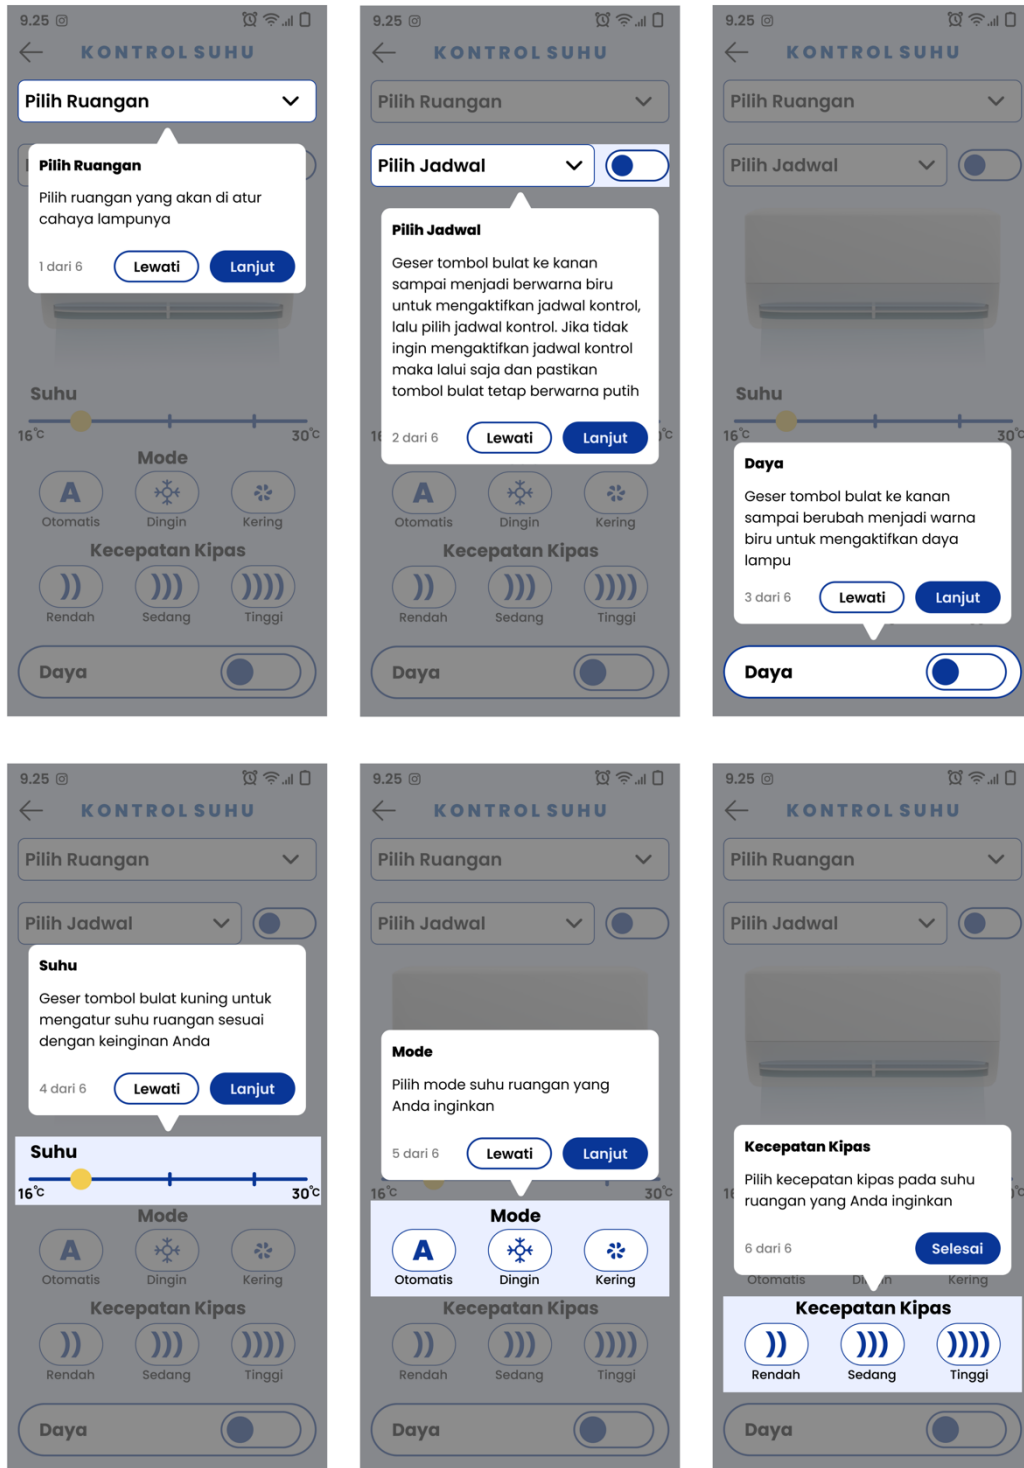 9.25
KONTROL SUHU
Pilih Ruangan
Pilih Ruangan
Pilih ruangan yang akan di atur
cahaya lampunya
1 dari 6 Lewati Lanjut
Suhu
16°C 30°C
Mode
A
Otomatis Dingin Kering
Kecepatan Kipas
Rendah Sedang Tinggi
Daya
9.25
KONTROL SUHU
Pilih Ruangan
Pilih Jadwal
Pilih Jadwal
Geser tombol bulat ke kanan
sampai menjadi berwarna biru
untuk mengaktifkan jadwal kontrol,
lalu pilih jadwal kontrol. Jika tidak
ingin mengaktifkan jadwal kontrol
maka lalui saja dan pastikan
tombol bulat tetap berwarna putih
2 dari 6 Lewati Lanjut
A
Otomatis Dingin Kering
Kecepatan Kipas
Rendah Sedang Tinggi
Daya
9.25
KONTROL SUHU
Pilih Ruangan
Pilih Jadwal
Suhu
16°C 30°C
Daya
Geser tombol bulat ke kanan
sampai berubah menjadi warna
biru untuk mengaktifkan daya
lampu
3 dari 6 Lewati Lanjut
Daya
9.25
KONTROL SUHU
Pilih Ruangan
Pilih Jadwal
Suhu
Geser tombol bulat kuning untuk
mengatur suhu ruangan sesuai
dengan keinginan Anda
4 dari 6 Lewati Lanjut
Suhu
16°C 30°C
Mode
A
Otomatis Dingin Kering
Kecepatan Kipas
Rendah Sedang Tinggi
Daya
9.25
KONTROL SUHU
Pilih Ruangan
Pilih Jadwal
Mode
Pilih mode suhu ruangan yang
Anda inginkan
5 dari 6 Lewati Lanjut
16°C 30°C
Mode
A
Otomatis Dingin Kering
Kecepatan Kipas
Rendah Sedang Tinggi
Daya
9.25
KONTROL SUHU
Pilih Ruangan
Pilih Jadwal
Kecepatan Kipas
Pilih kecepatan kipas pada suhu
ruangan yang Anda inginkan
6 dari 6 Selesai
Otomatis Dingin Kering
Kecepatan Kipas
Rendah Sedang Tinggi
Daya